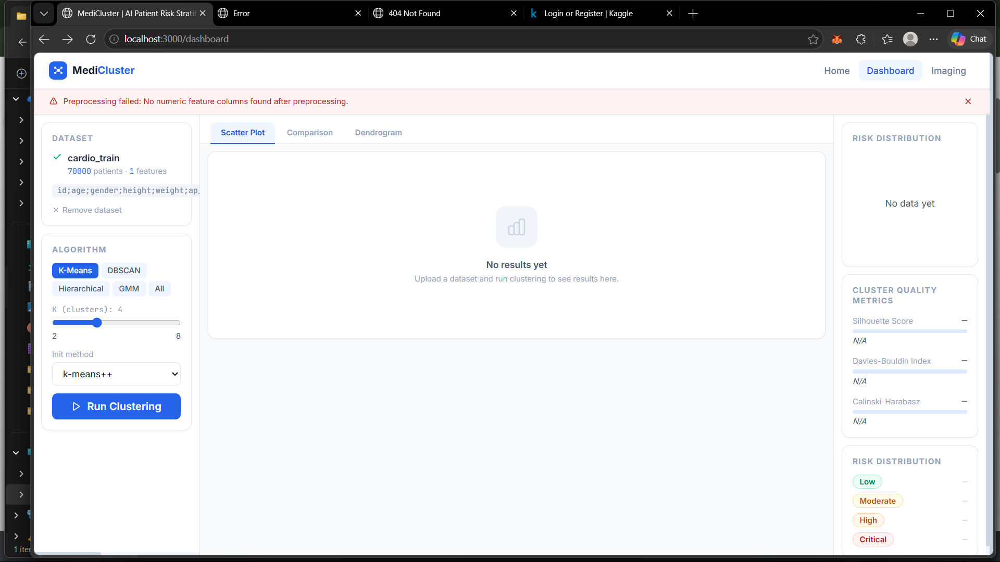 MediCluster | AI Patient Risk Stratif
Error
404 Not Found
Login or Register | Kaggle
localhost:3000/dashboard
Chat
MediCluster
Home
Dashboard
Imaging
Preprocessing failed: No numeric feature columns found after preprocessing.
DATASET
cardio_train
70000 patients · 1 features
id;age;gender;height;weight;ap_
Remove dataset
ALGORITHM
K-Means
DBSCAN
Hierarchical
GMM
All
K (clusters): 4
2
8
Init method
k-means++
Run Clustering
Scatter Plot
Comparison
Dendrogram
No results yet
Upload a dataset and run clustering to see results here.
RISK DISTRIBUTION
No data yet
CLUSTER QUALITY
METRICS
Silhouette Score –
N/A
Davies-Bouldin Index –
N/A
Calinski-Harabasz –
N/A
RISK DISTRIBUTION
Low –
Moderate –
High –
Critical –
1 ite